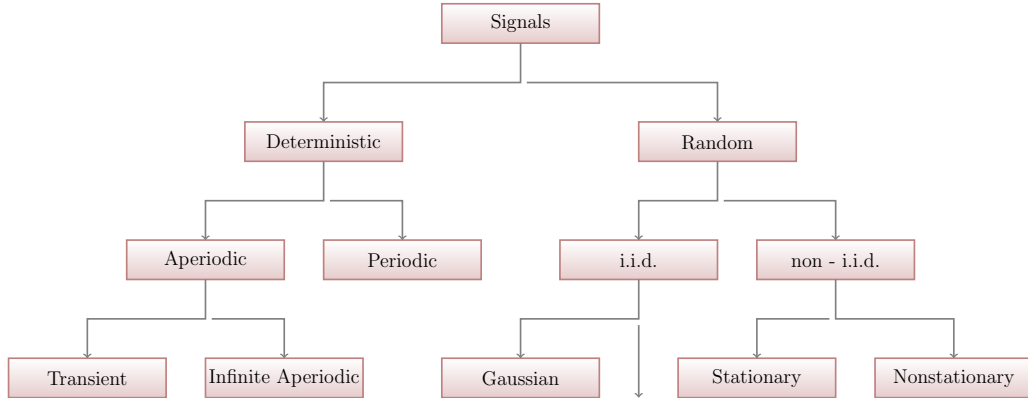 Signals
Deterministic
Random
Aperiodic
Periodic
i.i.d.
non - i.i.d.
Transient
Infinite Aperiodic
Gaussian
Stationary
Nonstationary